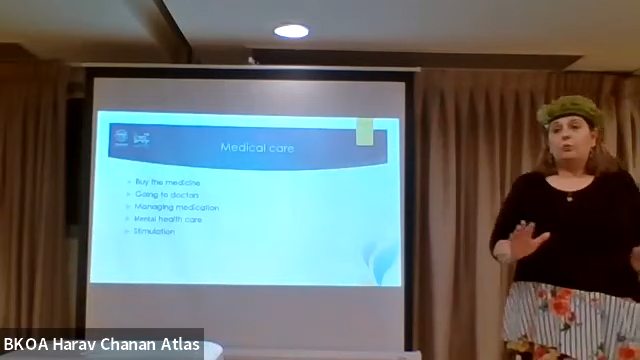 Medical care
Buy the medicine
Going to doctors
Managing medication
Mental health care
Stimulation
BKOA Harav Chanan Atlas